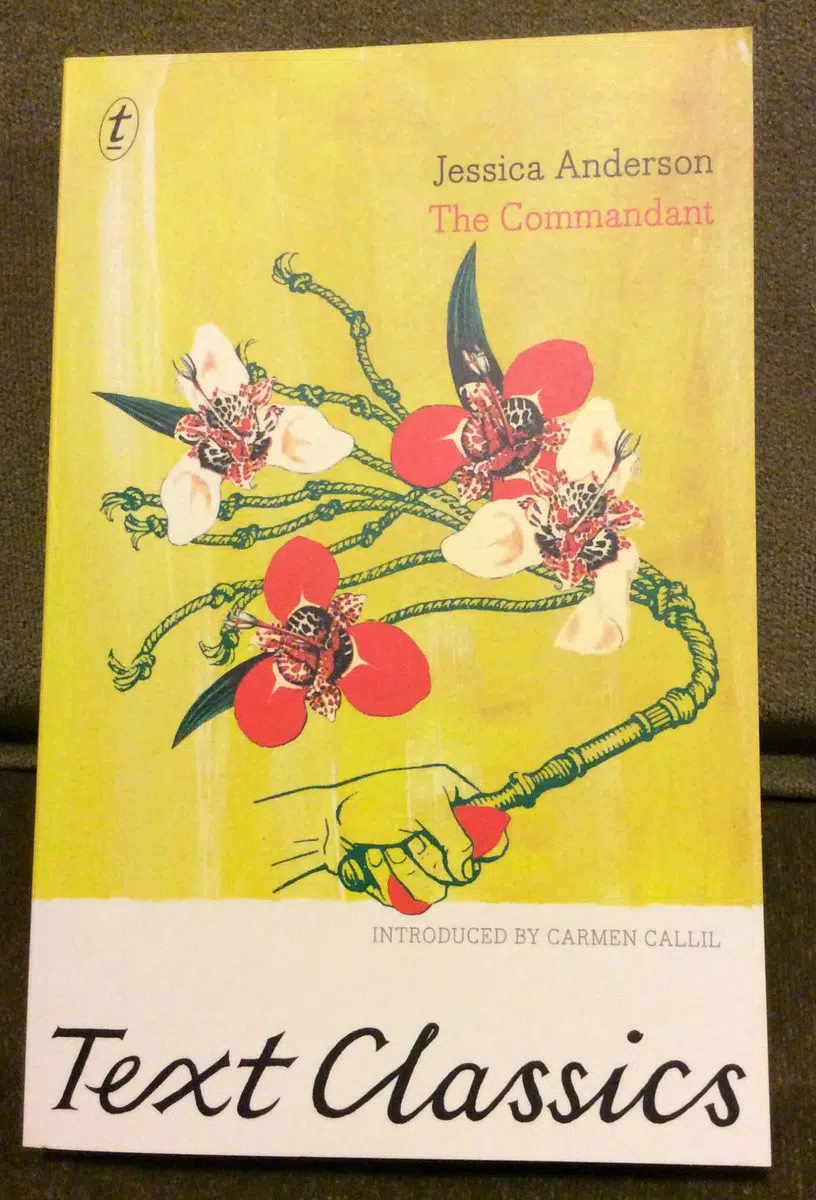 t
Jessica Anderson
The Commandant
INTRODUCED BY CARMEN CALLIL
Text Classics